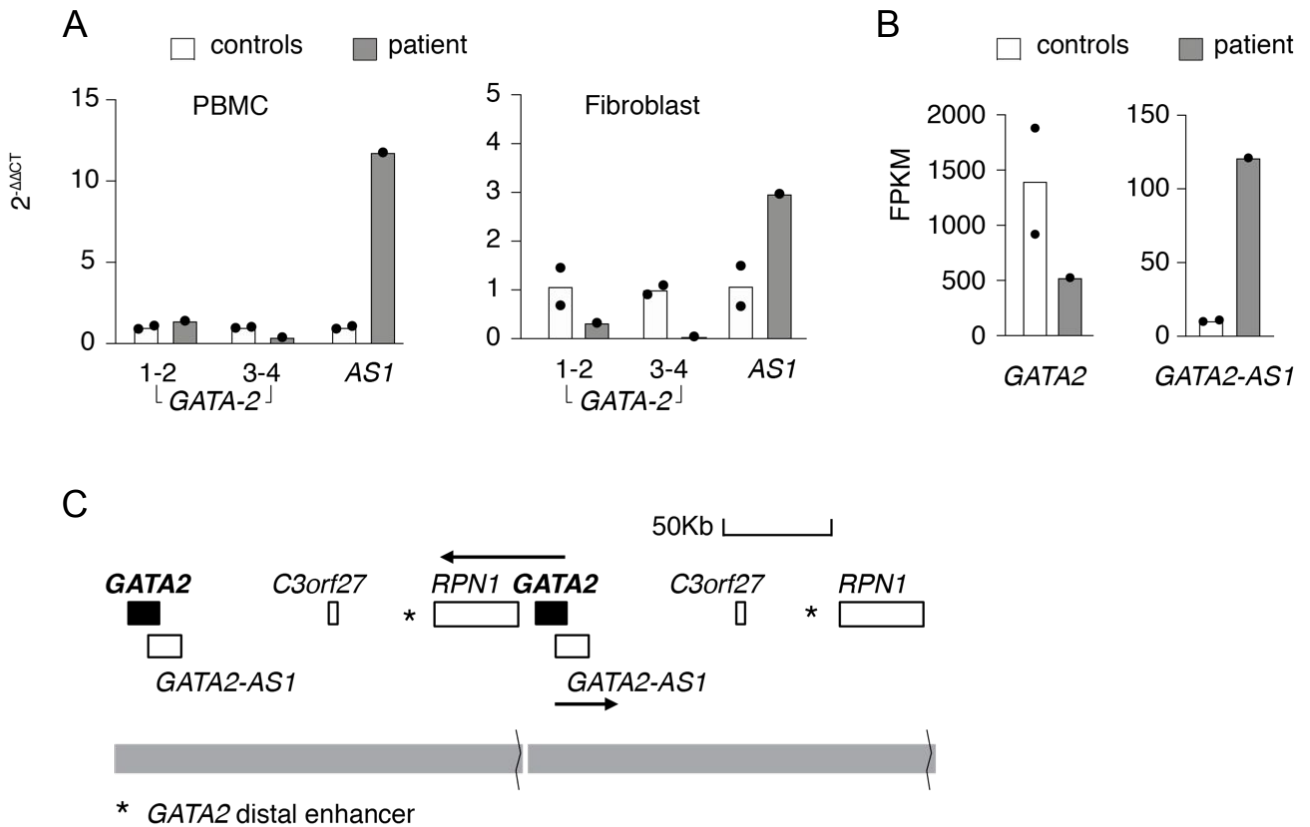 A
controls patient
PBMC
2-ΔΔCT
15
10
5
0
1-2 3-4 AS1
GATA-2
Fibroblast
5
4
3
2
1
0
1-2 3-4 AS1
GATA-2
B
controls patient
FPKM
2000
1500
1000
500
0
GATA2
150
100
50
0
GATA2-AS1
C
50Kb
GATA2 C3orf27 RPN1 GATA2 C3orf27 RPN1
* *
GATA2-AS1 GATA2-AS1
* GATA2 distal enhancer